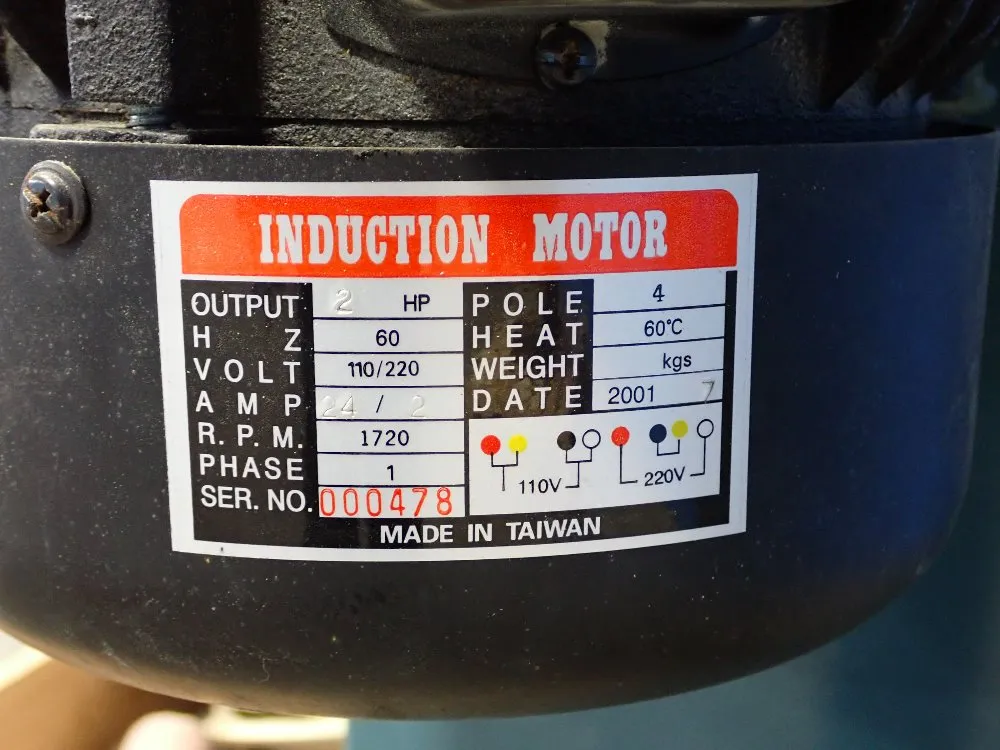 INDUCTION MOTOR
OUTPUT 2 HP
HZ 60
VOLT 110/220
AMP 24 / 2
R.P.M. 1720
PHASE 1
SER. NO. 000478
POLE 4
HEAT 60°C
WEIGHT kgs
DATE 2001 7
110V 220V
MADE IN TAIWAN